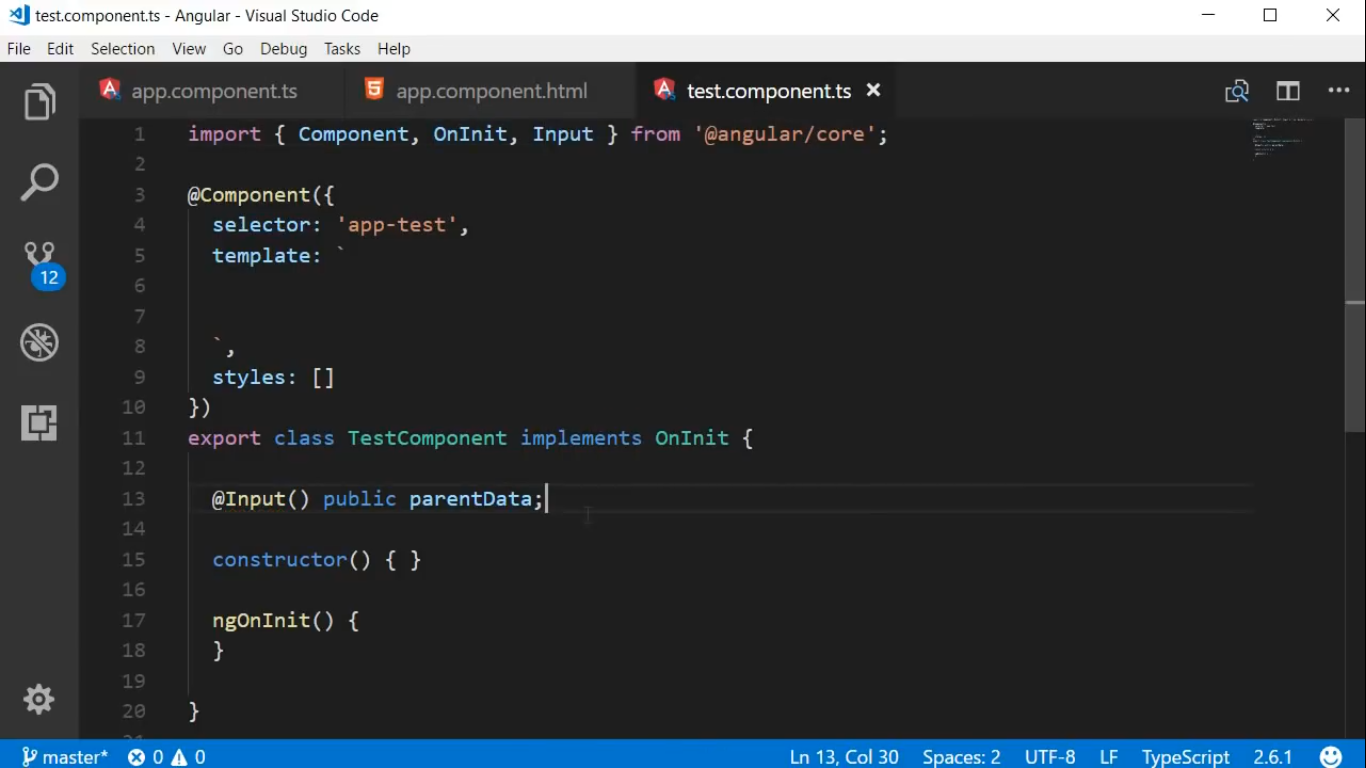 test.component.ts - Angular - Visual Studio Code
File Edit Selection View Go Debug Tasks Help
app.component.ts app.component.html test.component.ts
1 import { Component, OnInit, Input } from '@angular/core';
2
3 @Component({
4 selector: 'app-test',
5 template: `
6
7
8 `,
9 styles: []
10 })
11 export class TestComponent implements OnInit {
12
13 @Input() public parentData;
14
15 constructor() { }
16
17 ngOnInit() {
18 }
19
20 }
12
master* 0 0 Ln 13, Col 30 Spaces: 2 UTF-8 LF TypeScript 2.6.1